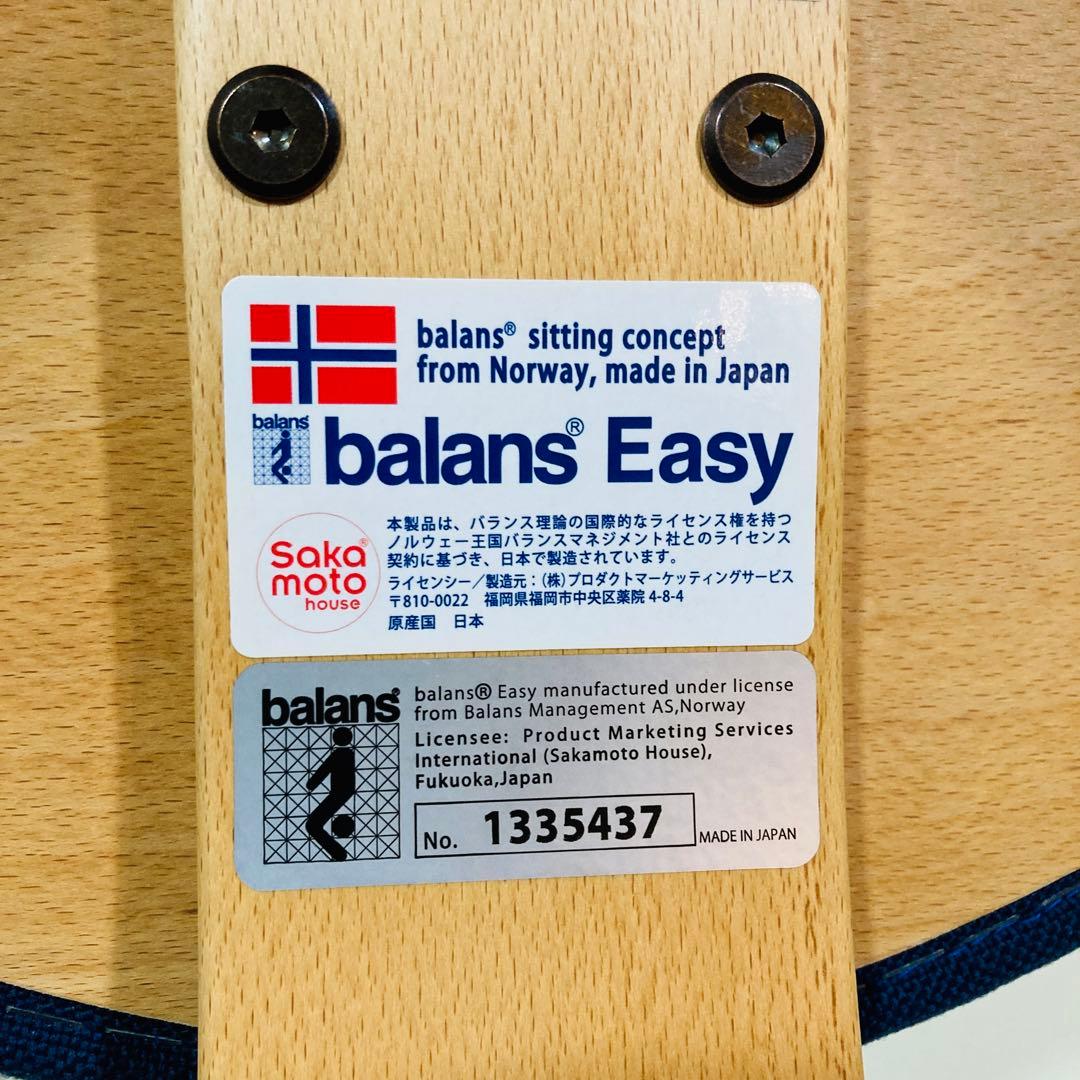 balans® sitting concept
from Norway, made in Japan
balans®
balans® Easy
本製品は、バランス理論の国際的なライセンス権を持つ
ノルウェー王国バランスマネジメント社とのライセンス
契約に基づき、日本で製造されています。
ライセンシー／製造元：(株)プロダクトマーケッティングサービス
〒810-0022 福岡県福岡市中央区薬院 4-8-4
原産国 日本
Saka®
moto
house
balans®
balans® Easy manufactured under license
from Balans Management AS,Norway
Licensee: Product Marketing Services
International (Sakamoto House),
Fukuoka,Japan
No. 1335437
MADE IN JAPAN